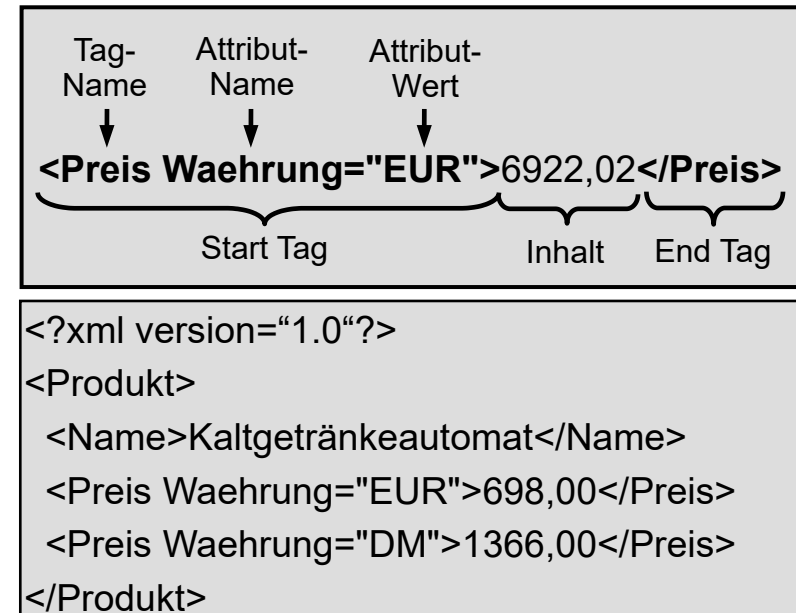 Tag- Attribut- Attribut-
Name Name Wert
<Preis Waehrung="EUR">6922,02</Preis>
Start Tag Inhalt End Tag
<?xml version=“1.0“?>
<Produkt>
<Name>Kaltgetränkeautomat</Name>
<Preis Waehrung="EUR">698,00</Preis>
<Preis Waehrung="DM">1366,00</Preis>
</Produkt>